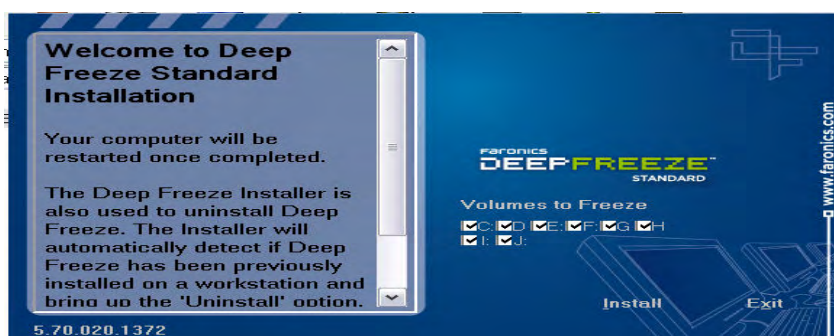 Welcome to Deep
Freeze Standard
Installation
Your computer will be
restarted once completed.
The Deep Freeze Installer is
also used to uninstall Deep
Freeze. The Installer will
automatically detect if Deep
Freeze has been previously
installed on a workstation and
bring up the 'Uninstall' option.
Faronics
DEEPFREEZE™
STANDARD
Volumes to Freeze
C: D E: F: G H
I: J:
Install Exit
www.faronics.com
5.70.020.1372